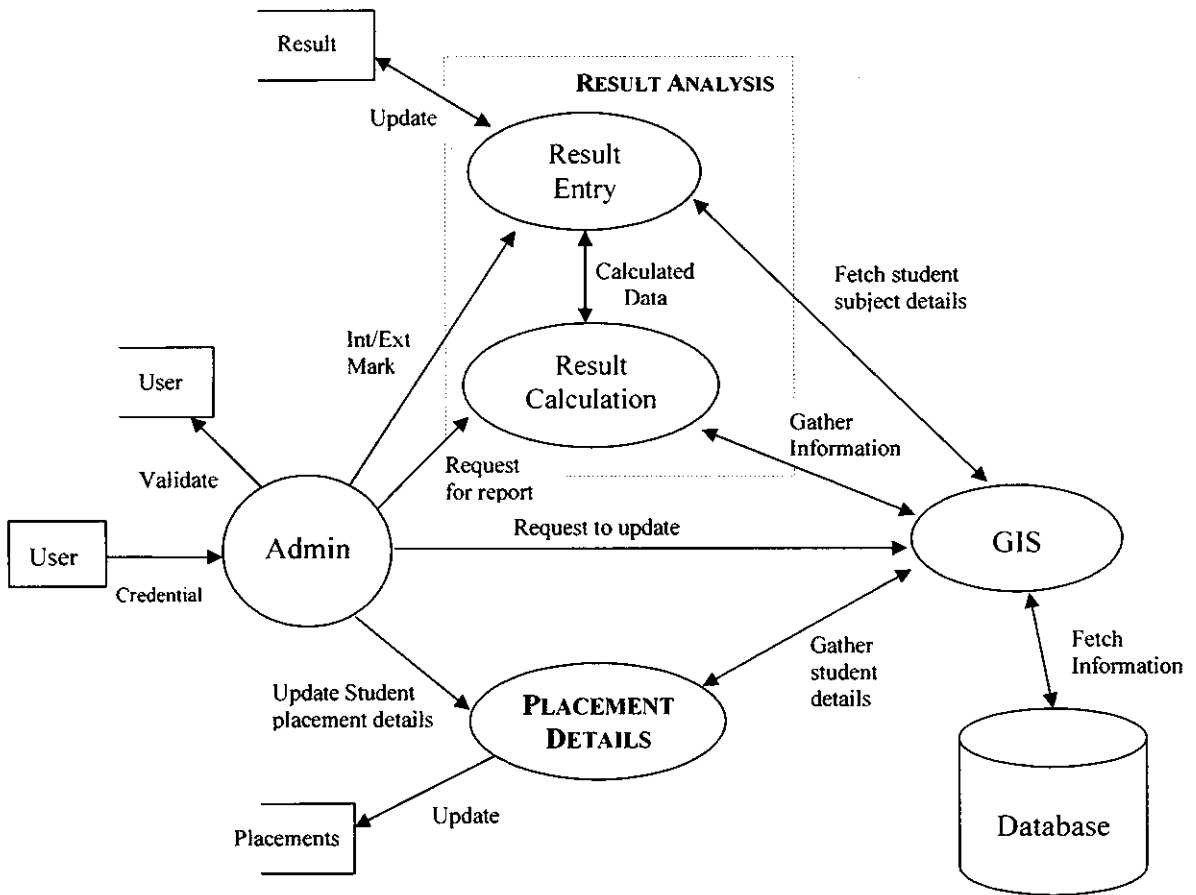 Result
RESULT ANALYSIS
Update
Result
Entry
Calculated
Data
Fetch student
subject details
Int/Ext
Mark
User
Result
Calculation
Gather
Information
Validate
Request
for report
Request to update
User
Admin
GIS
Credential
Gather
student
details
Fetch
Information
Update Student
placement details
PLACEMENT
DETAILS
Update
Placements
Database